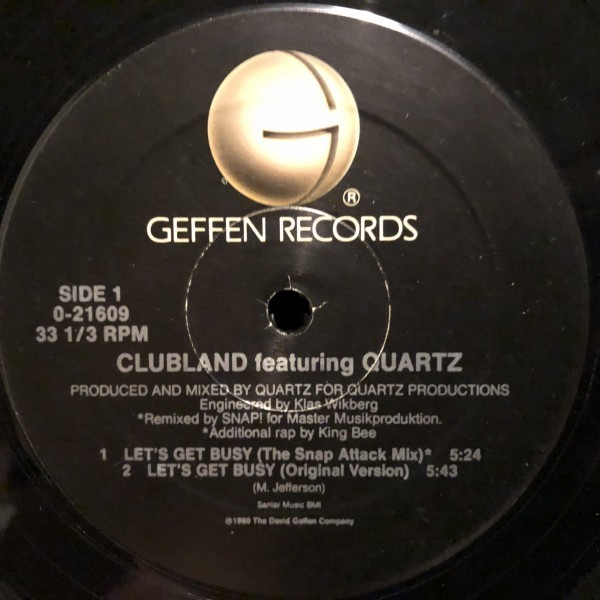 ®
GEFFEN RECORDS
SIDE 1
0-21609
33 1/3 RPM
CLUBLAND featuring QUARTZ
PRODUCED AND MIXED BY QUARTZ FOR QUARTZ PRODUCTIONS
Engineered by Klas Wikberg
*Remixed by SNAP! for Master Musikproduktion.
*Additional rap by King Bee
1 LET'S GET BUSY (The Snap Attack Mix)* 5:24
2 LET'S GET BUSY (Original Version) 5:43
(M. Jefferson)
Music BMI
℗©1990 The David Geffen Company